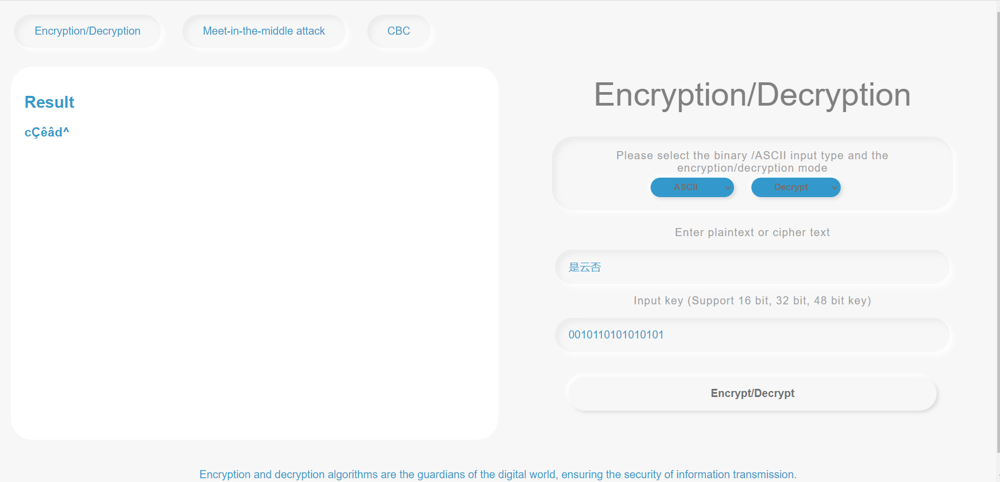 Encryption/Decryption
Meet-in-the-middle attack
CBC
Result
cÇêâd^
Encryption/Decryption
Please select the binary /ASCII input type and the
encryption/decryption mode
ASCII
Decrypt
Enter plaintext or cipher text
是云否
Input key (Support 16 bit, 32 bit, 48 bit key)
0010110101010101
Encrypt/Decrypt
Encryption and decryption algorithms are the guardians of the digital world, ensuring the security of information transmission.